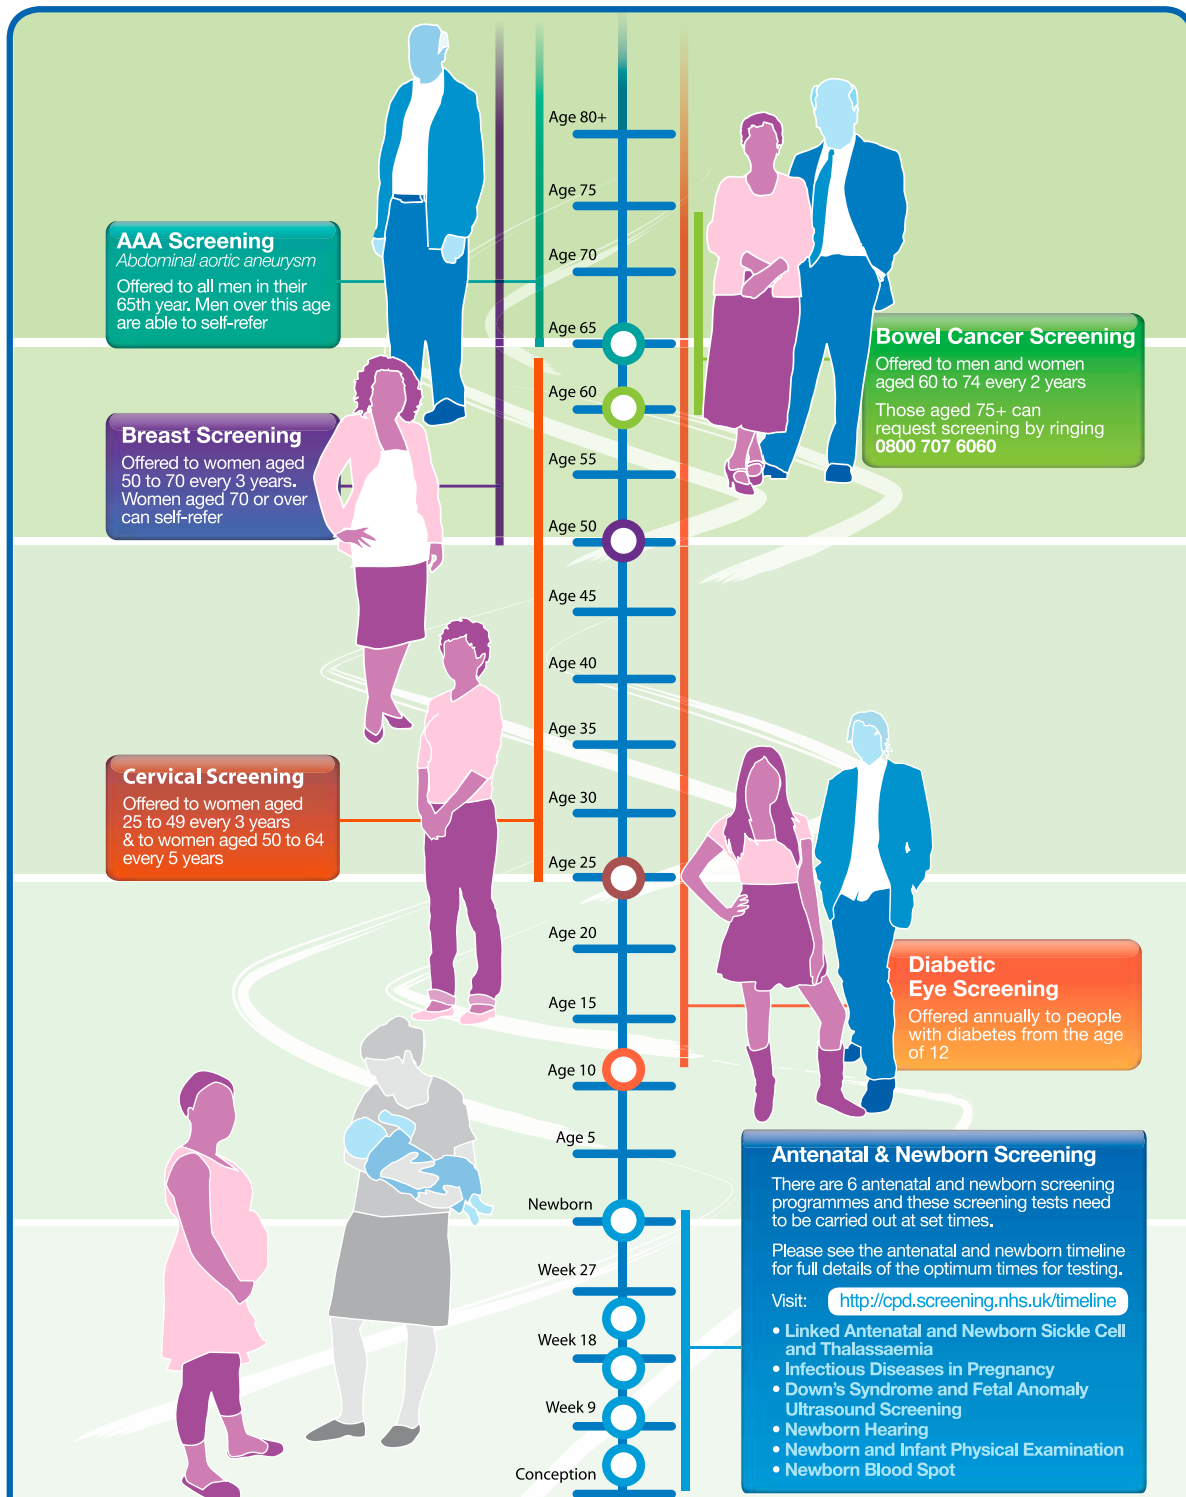 Age 80+
Age 75
Age 70
Age 65
Age 60
Age 55
Age 50
Age 45
Age 40
Age 35
Age 30
Age 25
Age 20
Age 15
Age 10
Age 5
Newborn
Week 27
Week 18
Week 9
Conception
AAA Screening
Abdominal aortic aneurysm
Offered to all men in their
65th year. Men over this age
are able to self-refer
Bowel Cancer Screening
Offered to men and women
aged 60 to 74 every 2 years
Those aged 75+ can
request screening by ringing
0800 707 6060
Breast Screening
Offered to women aged
50 to 70 every 3 years.
Women aged 70 or over
can self-refer
Cervical Screening
Offered to women aged
25 to 49 every 3 years
& to women aged 50 to 64
every 5 years
Diabetic
Eye Screening
Offered annually to people
with diabetes from the age
of 12
Antenatal & Newborn Screening
There are 6 antenatal and newborn screening
programmes and these screening tests need
to be carried out at set times.
Please see the antenatal and newborn timeline
for full details of the optimum times for testing.
Visit: http://cpd.screening.nhs.uk/timeline
• Linked Antenatal and Newborn Sickle Cell
and Thalassaemia
• Infectious Diseases in Pregnancy
• Down's Syndrome and Fetal Anomaly
Ultrasound Screening
• Newborn Hearing
• Newborn and Infant Physical Examination
• Newborn Blood Spot